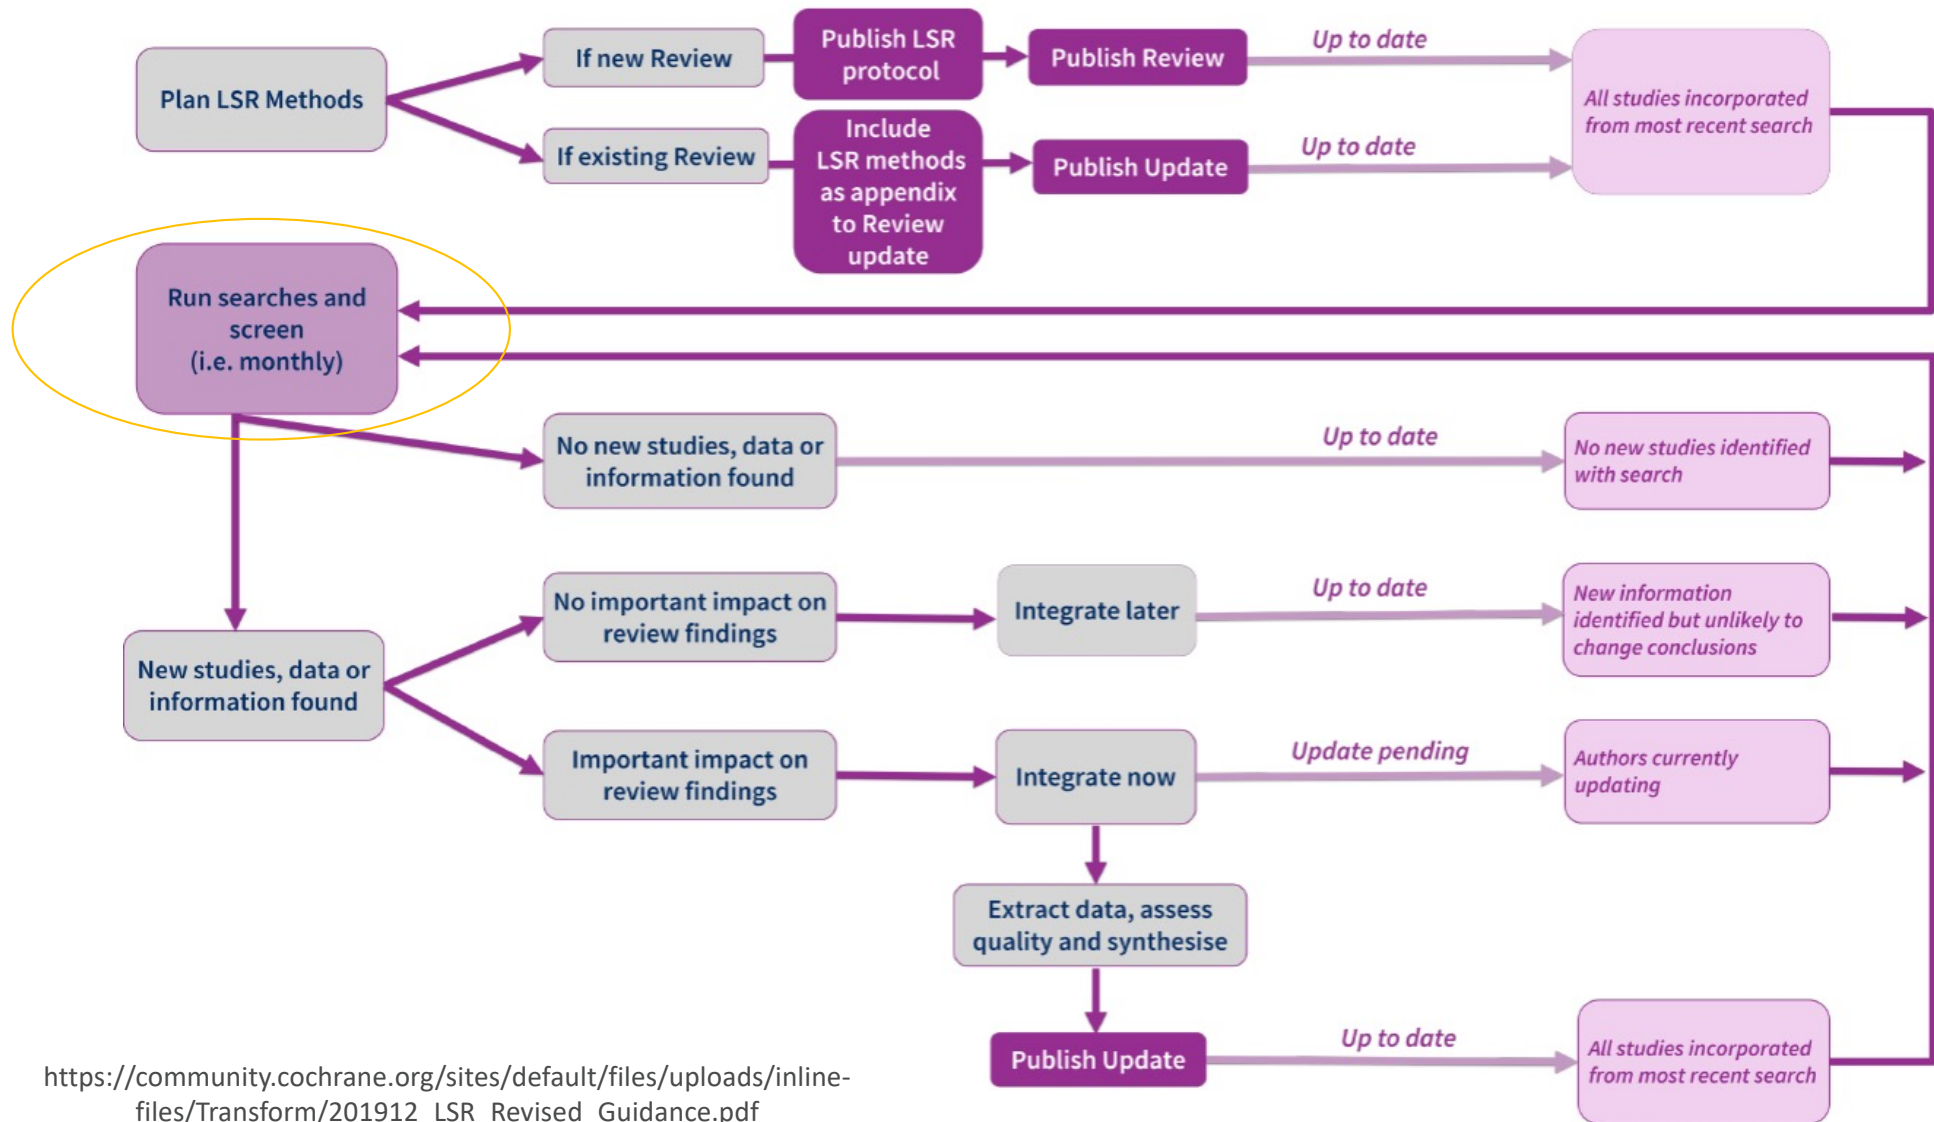 Plan LSR Methods
If new Review
Publish LSR
protocol
Publish Review
Up to date
All studies incorporated
from most recent search
If existing Review
Include
LSR methods
as appendix
to Review
update
Publish Update
Up to date
Run searches and
screen
(i.e. monthly)
No new studies, data or
information found
Up to date
No new studies identified
with search
New studies, data or
information found
No important impact on
review findings
Integrate later
Up to date
New information
identified but unlikely to
change conclusions
Important impact on
review findings
Integrate now
Update pending
Authors currently
updating
Extract data, assess
quality and synthesise
Publish Update
Up to date
All studies incorporated
from most recent search
https://community.cochrane.org/sites/default/files/uploads/inline-
files/Transform/201912_LSR_Revised_Guidance.pdf